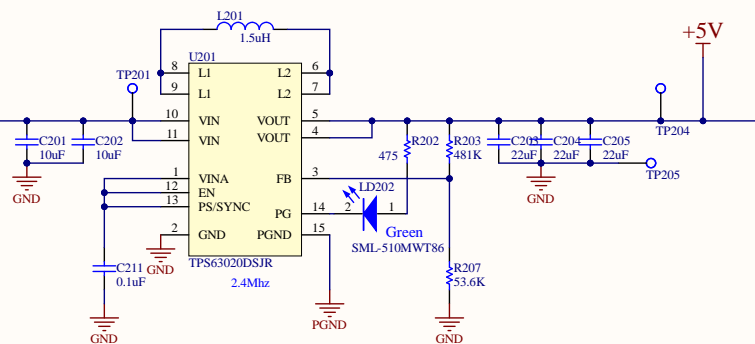 L201
1.5uH
+5V
U201
TP201
8
L1
L2
6
9
L1
L2
7
10
VIN
VOUT
5
11
VIN
VOUT
4
TP204
C201
10uF
C202
10uF
R202
475
R203
481K
C203
22uF
C204
22uF
C205
22uF
TP205
1
VINA
FB
3
12
EN
13
PS/SYNC
PG
14
2
LD202
1
Green
SML-510MWT86
2
GND
PGND
15
GND
GND
GND
TPS63020DSJR
2.4Mhz
C211
0.1uF
R207
53.6K
GND
PGND
GND